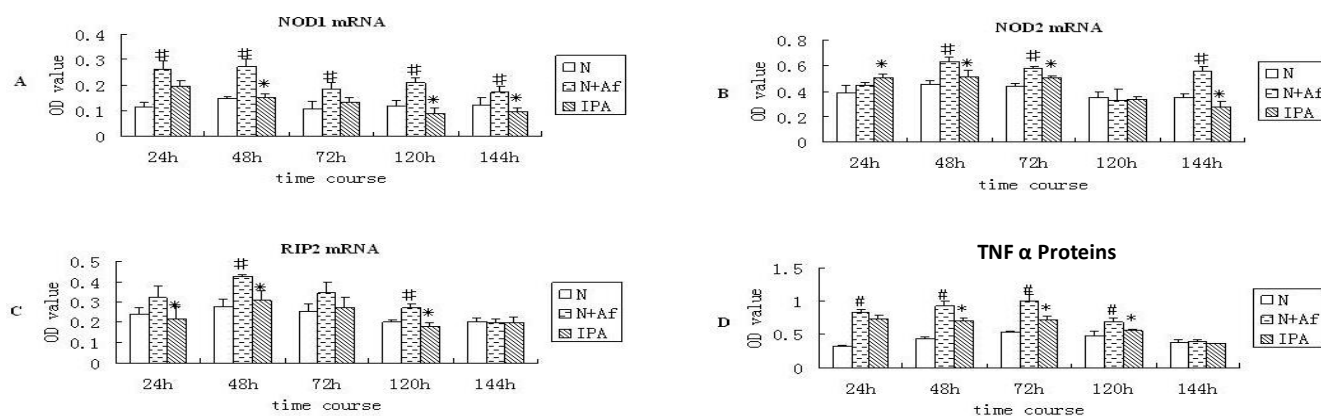 NOD1 mRNA
A
OD value
0.4
0.3
0.2
0.1
0
#
#
*
#
#
*
#
*
24h 48h 72h 120h 144h
time course
N
N+Af
IPA
NOD2 mRNA
B
OD value
0.8
0.6
0.4
0.2
0
*
#
*
#
*
#
*
24h 48h 72h 120h 144h
time course
N
N+Af
IPA
RIP2 mRNA
C
OD value
0.5
0.4
0.3
0.2
0.1
0
*
#
*
#
*
24h 48h 72h 120h 144h
time course
N
N+Af
IPA
TNF α Proteins
D
OD value
1.5
1
0.5
0
#
#
*
#
*
#
*
24h 48h 72h 120h 144h
time course
N
N+Af
IPA